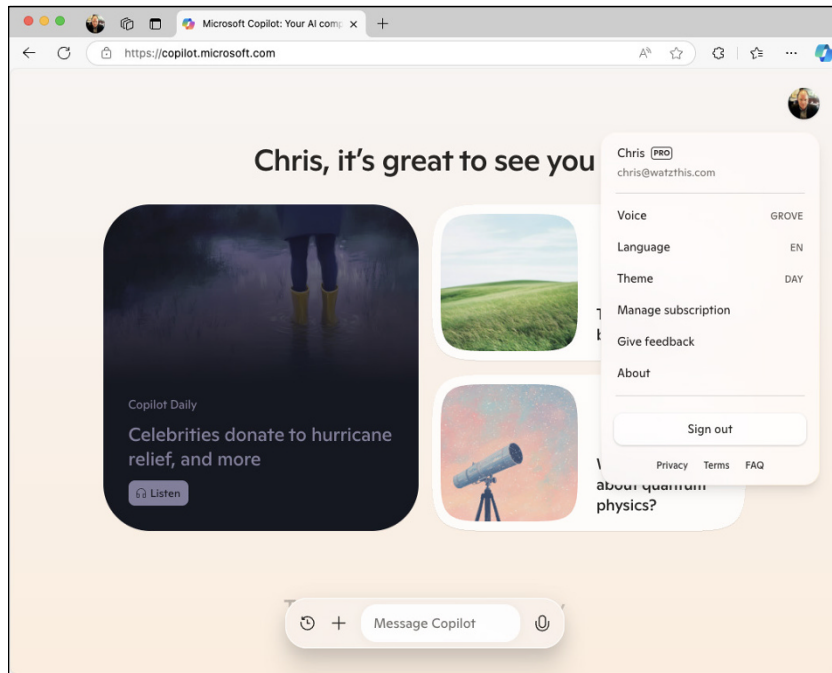 Microsoft Copilot: Your AI comp
https://copilot.microsoft.com
Chris, it's great to see you
Chris PRO
chris@watzthis.com
Voice GROVE
Language EN
Theme DAY
Manage subscription
Give feedback
About
Sign out
Privacy Terms FAQ
Copilot Daily
Celebrities donate to hurricane
relief, and more
Listen
about quantum
physics?
Message Copilot